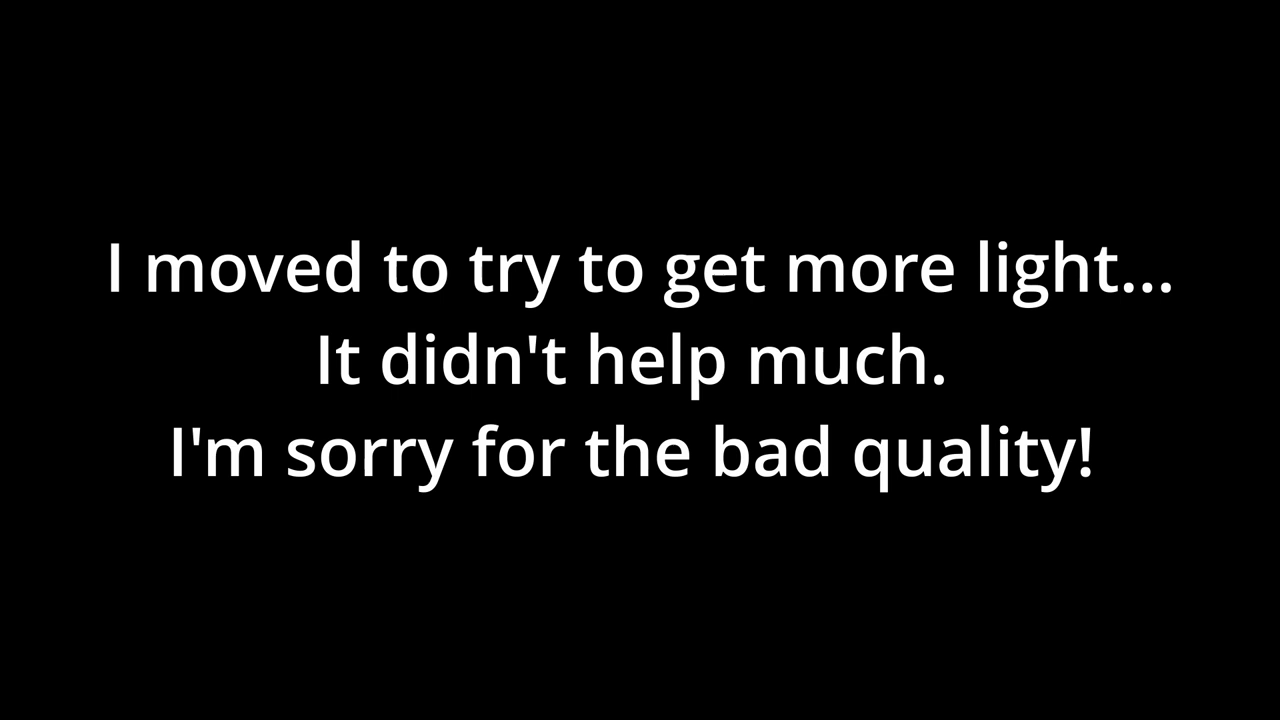 I moved to try to get more light...
It didn't help much.
I'm sorry for the bad quality!